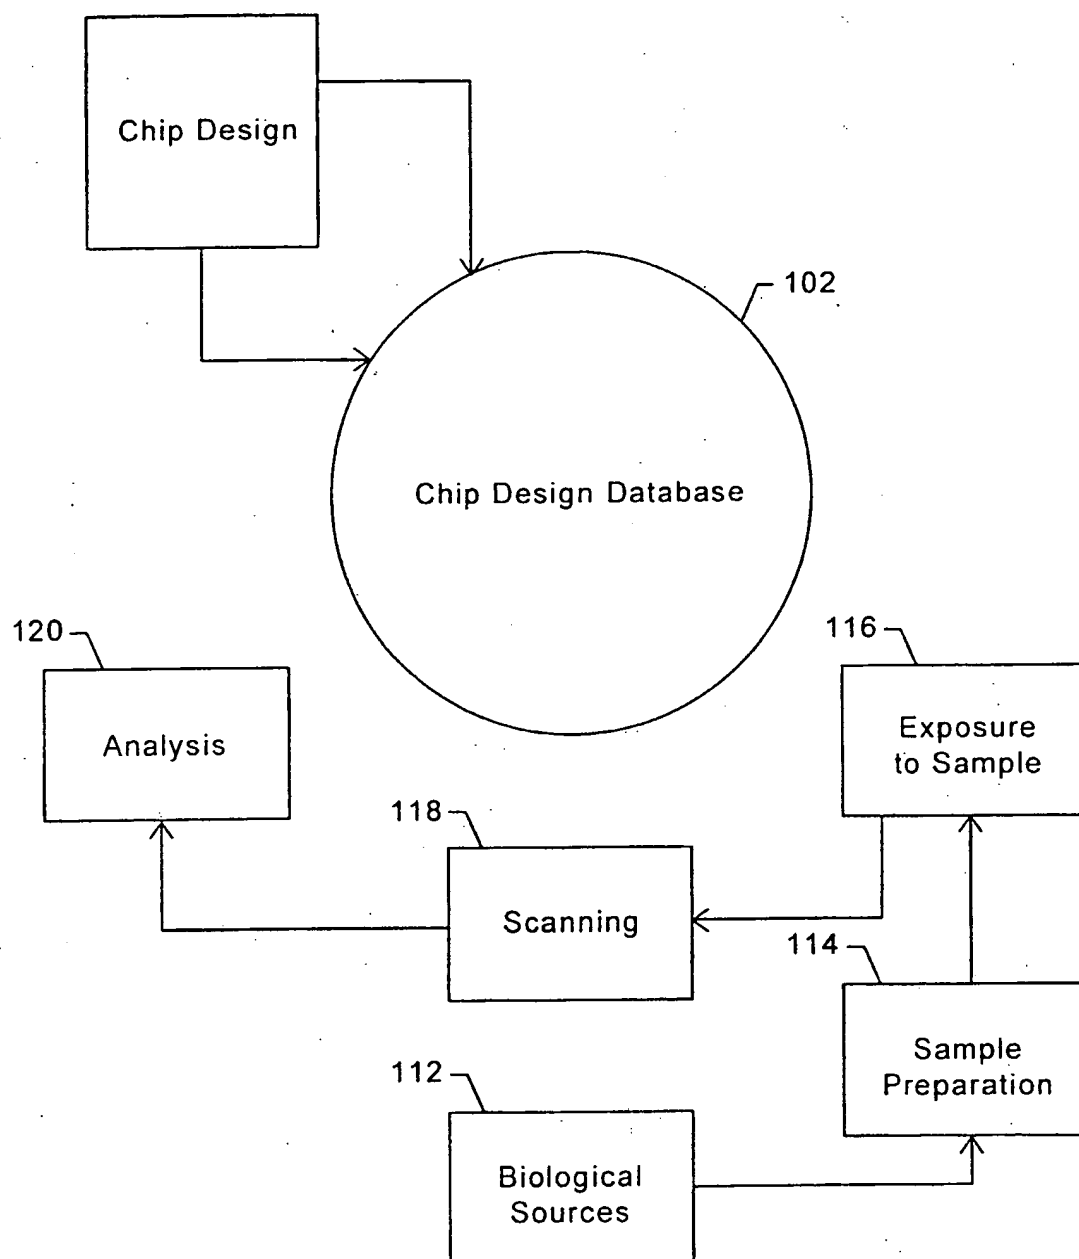 Chip Design
102
Chip Design Database
120
116
Analysis
Exposure
to Sample
118
Scanning
114
Sample
Preparation
112
Biological
Sources